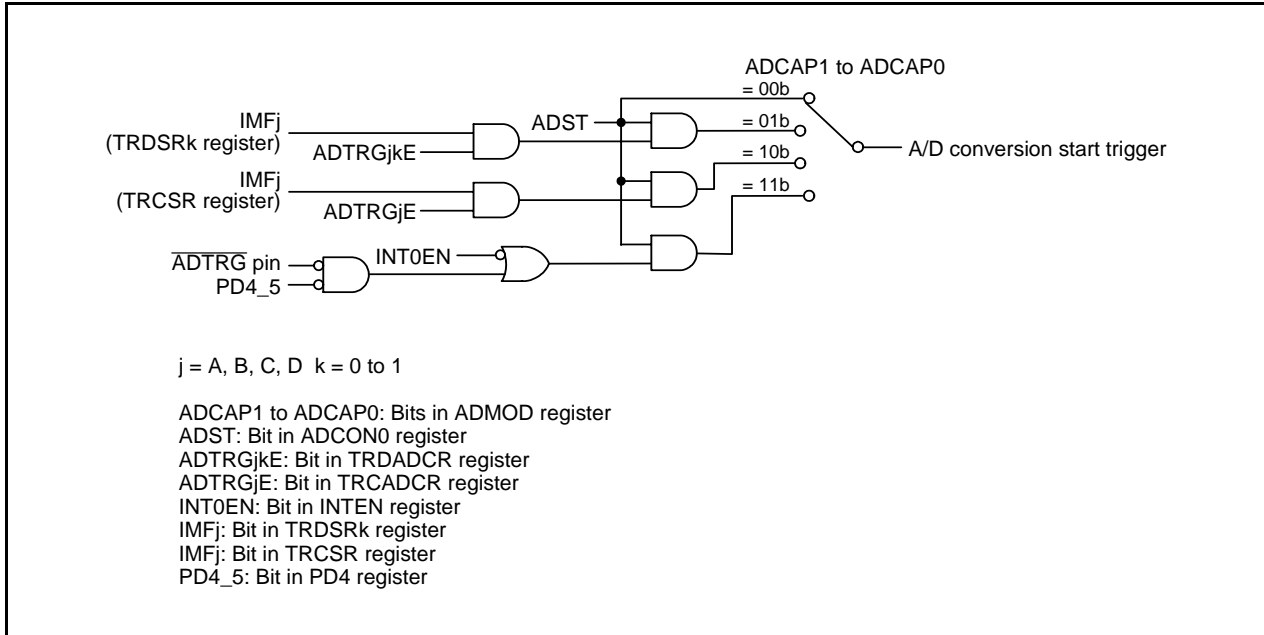 ADCAP1 to ADCAP0
= 00b
IMFj
(TRDSRk register)
ADTRGjkE
ADST
= 01b
A/D conversion start trigger
= 10b
IMFj
(TRCSR register)
ADTRGjE
= 11b
ADTRG pin
PD4_5
INT0EN
j = A, B, C, D k = 0 to 1
ADCAP1 to ADCAP0: Bits in ADMOD register
ADST: Bit in ADCON0 register
ADTRGjkE: Bit in TRDADCR register
ADTRGjE: Bit in TRCADCR register
INT0EN: Bit in INTEN register
IMFj: Bit in TRDSRk register
IMFj: Bit in TRCSR register
PD4_5: Bit in PD4 register